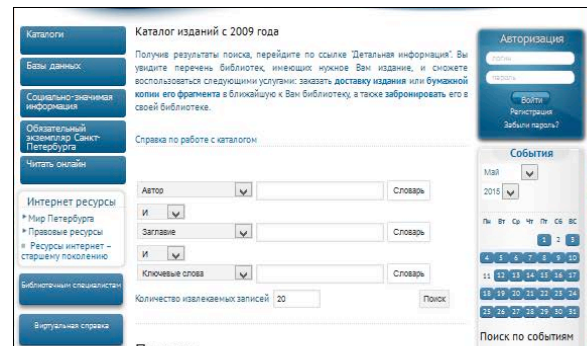 Каталоги
Базы данных
Социально-значимая
информация
Обязательный
экземпляр Санкт-
Петербурга
Читать онлайн
Интернет ресурсы
Мир Петербурга
Правовые ресурсы
Ресурсы интернет –
старшему поколению
Библиотечным специалистам
Виртуальная справка
Каталог изданий с 2009 года
Получив результаты поиска, перейдите по ссылке "Детальная информация". Вы
увидите перечень библиотек, имеющих нужное Вам издание, и сможете
воспользоваться следующими услугами: заказать доставку издания или бумажной
копии его фрагмента в ближайшую к Вам библиотеку, а также забронировать его в
своей библиотеке.
Справка по работе с каталогом
Автор Словарь
И
Заглавие Словарь
И
Ключевые слова Словарь
Количество извлекаемых записей 20 Поиск
Авторизация
логин
пароль
Войти
Регистрация
Забыли пароль?
События
Май
2015
Пн Вт Ср Чт Пт Сб ВС
1 2 3
4 5 6 7 8 9 10
11 12 13 14 15 16 17
18 19 20 21 22 23 24
25 26 27 28 29 30 31
Поиск по событиям